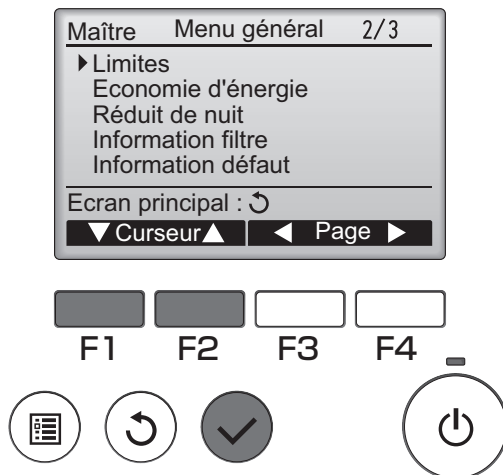 Maître Menu général 2/3
Limites
Economie d'énergie
Réduit de nuit
Information filtre
Information défaut
Ecran principal :
Curseur Page
F1 F2 F3 F4